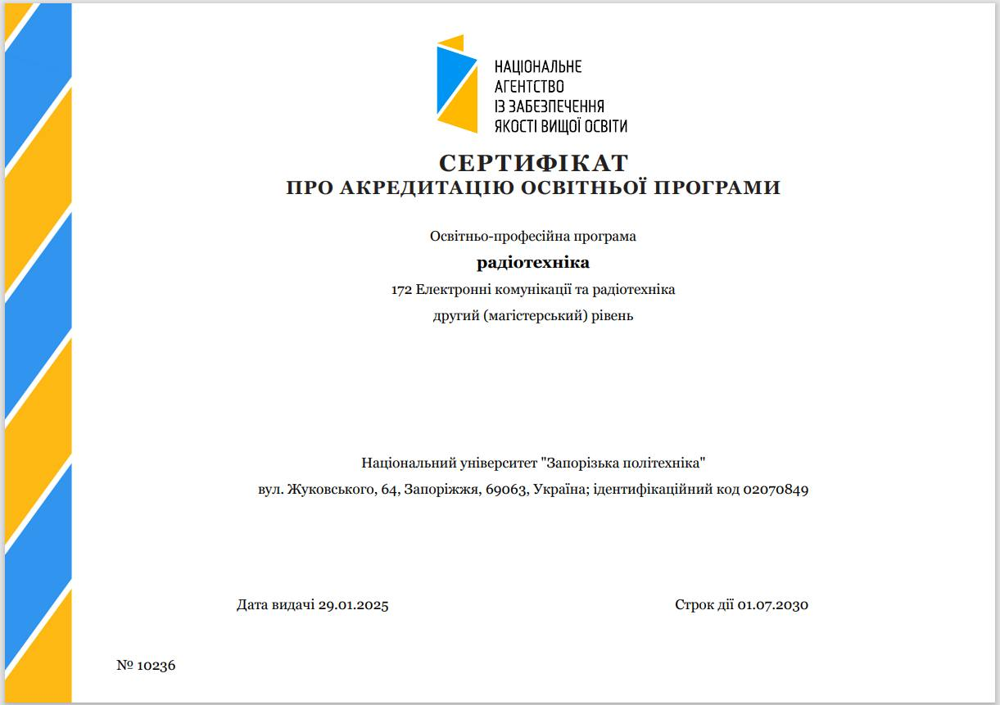 НАЦІОНАЛЬНЕ
АГЕНТСТВО
ІЗ ЗАБЕЗПЕЧЕННЯ
ЯКОСТІ ВИЩОЇ ОСВІТИ
СЕРТИФІКАТ
ПРО АКРЕДИТАЦІЮ ОСВІТНЬОЇ ПРОГРАМИ
Освітньо-професійна програма
радіотехніка
172 Електронні комунікації та радіотехніка
другий (магістерський) рівень
Національний університет "Запорізька політехніка"
вул. Жуковського, 64, Запоріжжя, 69063, Україна; ідентифікаційний код 02070849
Дата видачі 29.01.2025 Строк дії 01.07.2030
№ 10236